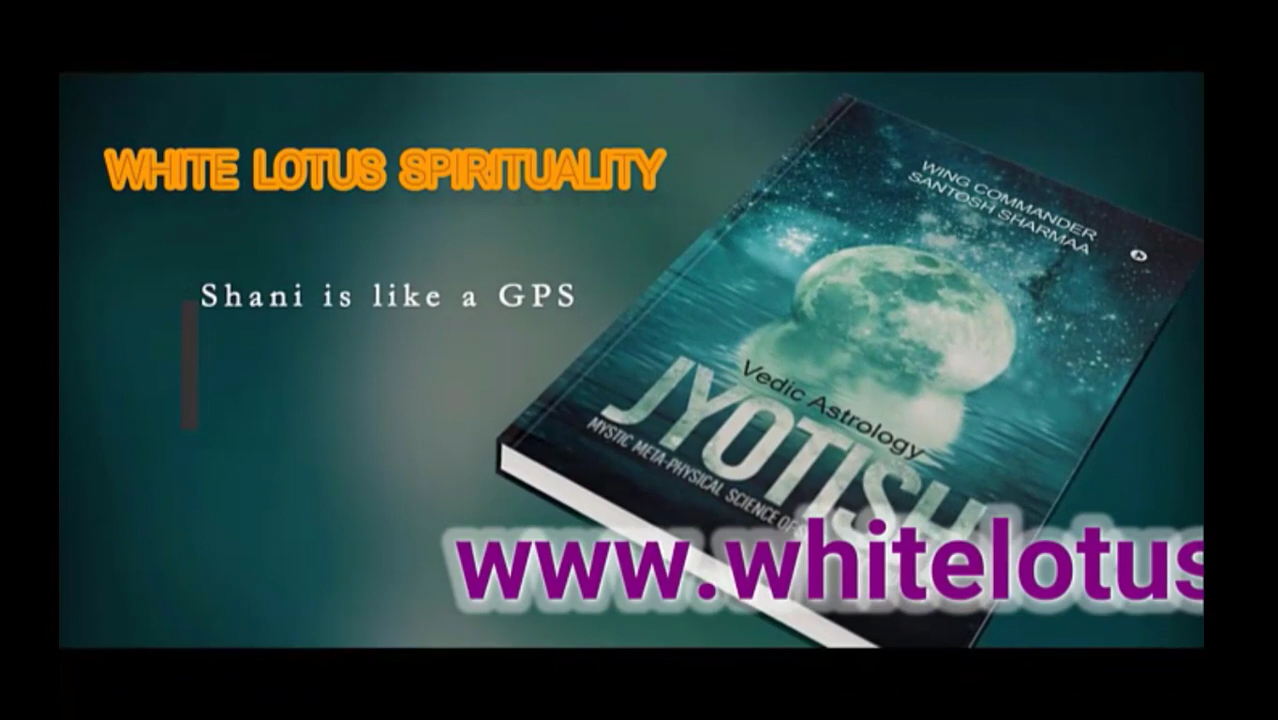 WHITE LOTUS SPIRITUALITY
Shani is like a GPS
WING COMMANDER
SANTOSH SHARMAA
Vedic Astrology
JYOTISH
MYSTIC META-PHYSICAL SCIENCE OF
www.whitelotus